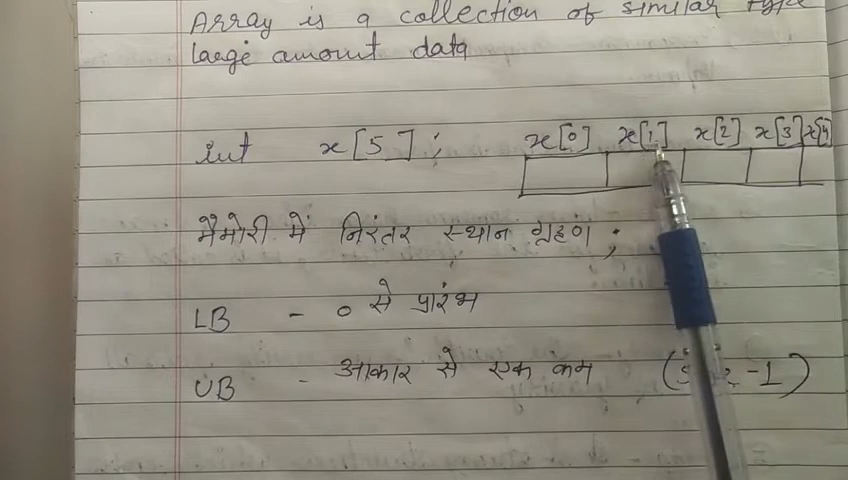 Array is a collection of similar type
large amount data
int x[5]; x[0] x[1] x[2] x[3] x[4]
मैमोरी में निरंतर स्थान ग्रहण ;
LB - 0 से प्रारंभ
UB - आकार से एक कम ( -1)